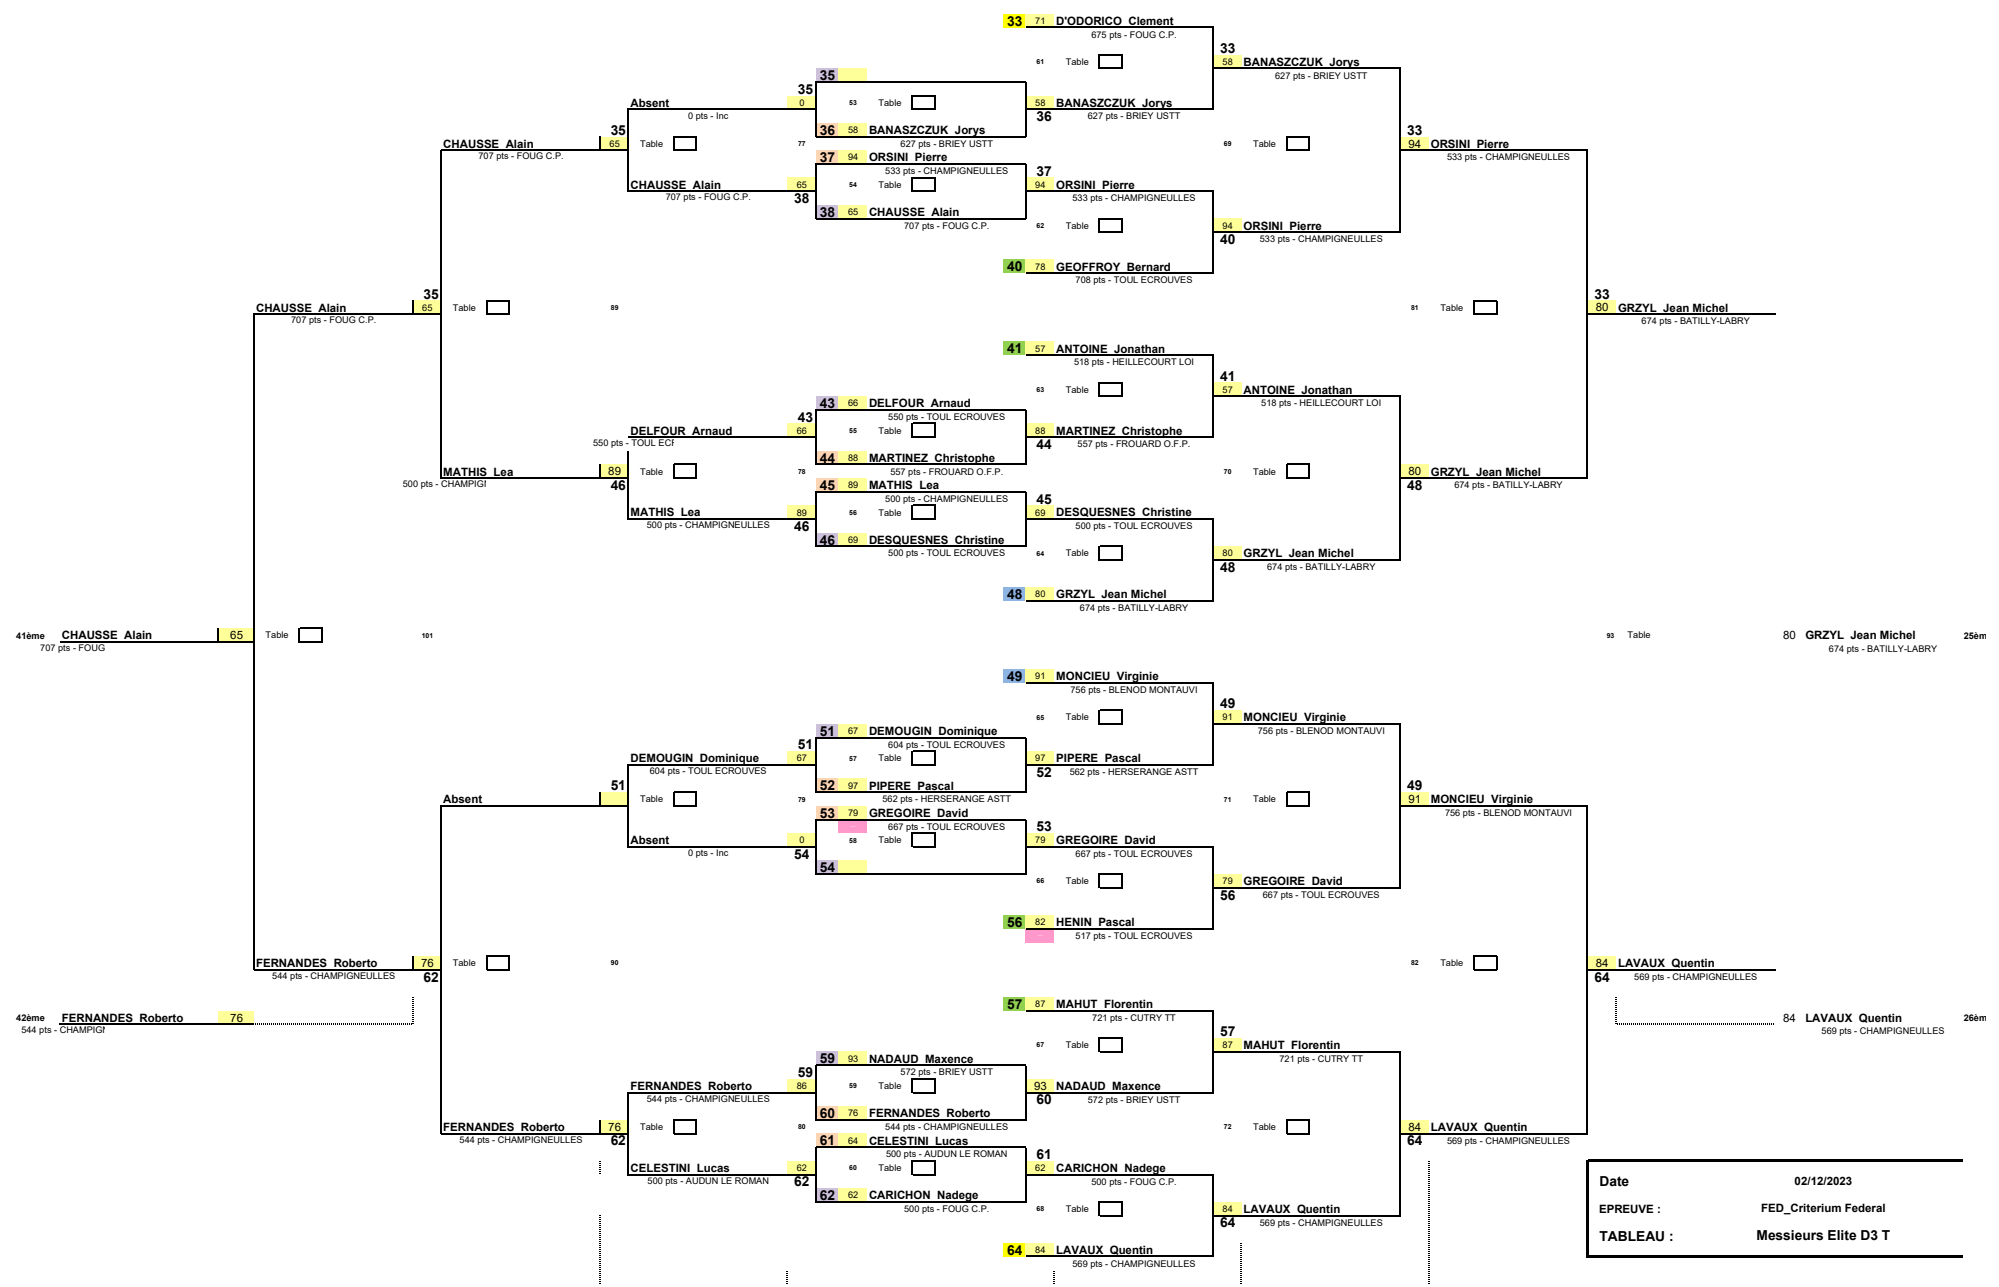 33 71 D'ODORICO Clement
675 pts - FOUG C.P.
33
61 Table 58 BANASZCZUK Jorys
35 627 pts - BRIEY USTT
35
Absent 0 53 Table 58 BANASZCZUK Jorys
0 pts - Inc 36 627 pts - BRIEY USTT
35 36 58 BANASZCZUK Jorys 33
CHAUSSE Alain 65 Table 77 627 pts - BRIEY USTT 69 Table 94 ORSINI Pierre
707 pts - FOUG C.P. 37 94 ORSINI Pierre 533 pts - CHAMPIGNEULLES
533 pts - CHAMPIGNEULLES 37
CHAUSSE Alain 65 54 Table 94 ORSINI Pierre
707 pts - FOUG C.P. 38 533 pts - CHAMPIGNEULLES
38 65 CHAUSSE Alain
707 pts - FOUG C.P. 62 Table 94 ORSINI Pierre
40 533 pts - CHAMPIGNEULLES
40 78 GEOFFROY Bernard
708 pts - TOUL ECROUVES
35 33
CHAUSSE Alain 65 Table 89 81 Table 80 GRZYL Jean Michel
707 pts - FOUG C.P. 674 pts - BATILLY-LABRY
41 57 ANTOINE Jonathan
518 pts - HEILLECOURT LOI
41
63 Table 57 ANTOINE Jonathan
43 66 DELFOUR Arnaud 518 pts - HEILLECOURT LOI
43 550 pts - TOUL ECROUVES
DELFOUR Arnaud 66 55 Table 88 MARTINEZ Christophe
550 pts - TOUL ECF 44 557 pts - FROUARD O.F.P.
44 88 MARTINEZ Christophe
MATHIS Lea 89 Table 78 557 pts - FROUARD O.F.P. 70 Table 80 GRZYL Jean Michel
500 pts - CHAMPIGI 46 45 89 MATHIS Lea 48 674 pts - BATILLY-LABRY
500 pts - CHAMPIGNEULLES 45
MATHIS Lea 89 56 Table 69 DESQUESNES Christine
500 pts - CHAMPIGNEULLES 46 500 pts - TOUL ECROUVES
46 69 DESQUESNES Christine
500 pts - TOUL ECROUVES 64 Table 80 GRZYL Jean Michel
48 674 pts - BATILLY-LABRY
48 80 GRZYL Jean Michel
674 pts - BATILLY-LABRY
41ème CHAUSSE Alain 65 Table 101 93 Table 80 GRZYL Jean Michel 25èm
707 pts - FOUG 674 pts - BATILLY-LABRY
49 91 MONCIEU Virginie
756 pts - BLENOD MONTAUVI
49
65 Table 91 MONCIEU Virginie
51 67 DEMOUGIN Dominique 756 pts - BLENOD MONTAUVI
51 604 pts - TOUL ECROUVES
DEMOUGIN Dominique 67 57 Table 97 PIPERE Pascal
604 pts - TOUL ECROUVES 52 562 pts - HERSERANGE ASTT
51 52 97 PIPERE Pascal 49
Absent Table 79 562 pts - HERSERANGE ASTT 71 Table 91 MONCIEU Virginie
53 79 GREGOIRE David 756 pts - BLENOD MONTAUVI
667 pts - TOUL ECROUVES 53
Absent 0 58 Table 79 GREGOIRE David
0 pts - Inc 54 667 pts - TOUL ECROUVES
54
66 Table 79 GREGOIRE David
56 667 pts - TOUL ECROUVES
56 82 HENIN Pascal
517 pts - TOUL ECROUVES
FERNANDES Roberto 76 Table 90 82 Table 84 LAVAUX Quentin
544 pts - CHAMPIGNEULLES 62 64 569 pts - CHAMPIGNEULLES
57 87 MAHUT Florentin
42ème FERNANDES Roberto 76 721 pts - CUTRY TT 84 LAVAUX Quentin 26èm
544 pts - CHAMPIGI 569 pts - CHAMPIGNEULLES
57
67 Table 87 MAHUT Florentin
59 93 NADAUD Maxence 721 pts - CUTRY TT
59 572 pts - BRIEY USTT
FERNANDES Roberto 86 59 Table 93 NADAUD Maxence
544 pts - CHAMPIGNEULLES 60 572 pts - BRIEY USTT
60 76 FERNANDES Roberto
FERNANDES Roberto 76 Table 80 544 pts - CHAMPIGNEULLES 72 Table 84 LAVAUX Quentin
544 pts - CHAMPIGNEULLES 62 61 64 CELESTINI Lucas 64 569 pts - CHAMPIGNEULLES
500 pts - AUDUN LE ROMAN 61
CELESTINI Lucas 62 60 Table 62 CARICHON Nadege
500 pts - AUDUN LE ROMAN 62 500 pts - FOUG C.P.
62 62 CARICHON Nadege
500 pts - FOUG C.P. 68 Table 84 LAVAUX Quentin
64 569 pts - CHAMPIGNEULLES
64 84 LAVAUX Quentin
569 pts - CHAMPIGNEULLES
Date 02/12/2023
EPREUVE : FED_Criterium Federal
TABLEAU : Messieurs Elite D3 T